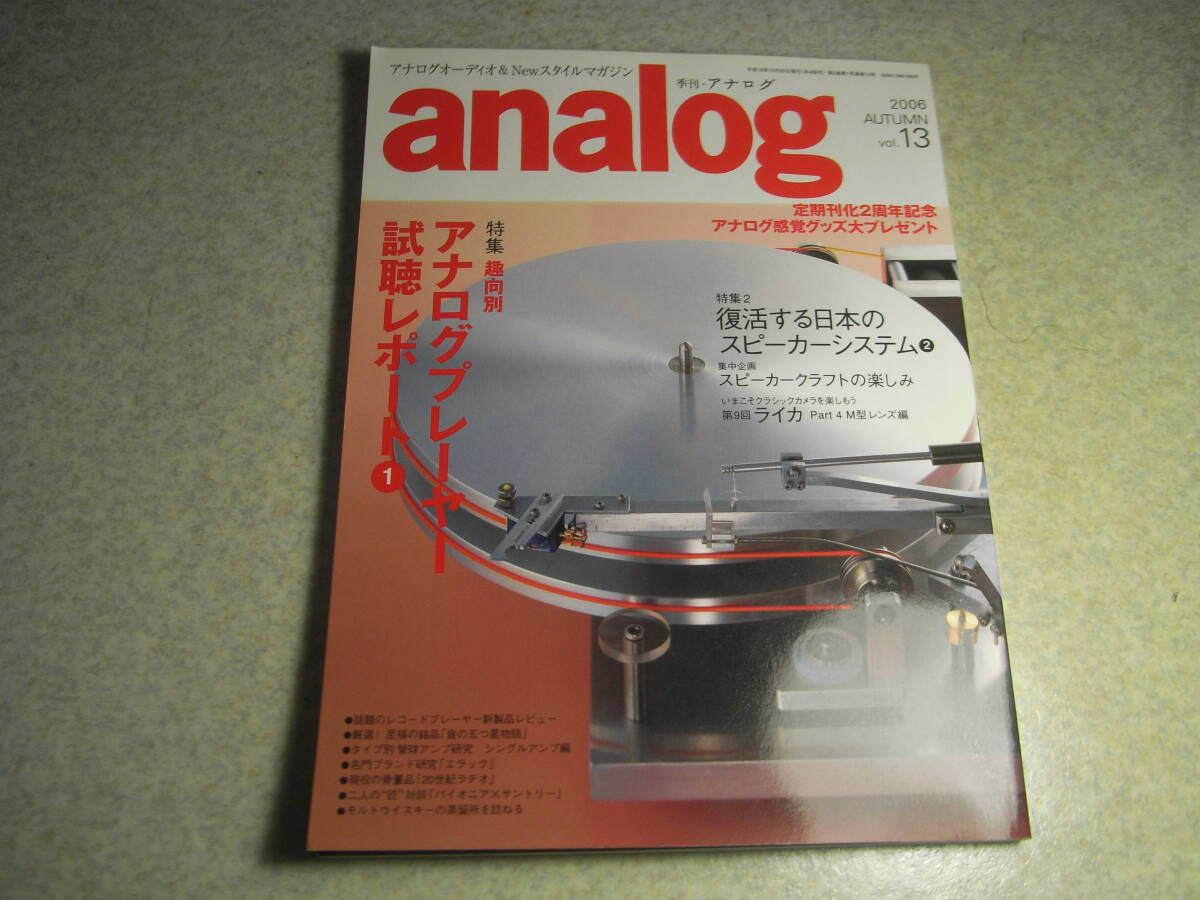 アナログオーディオ&Newスタイルマガジン
季刊・アナログ
analog
2006
AUTUMN
vol.13
定期刊化2周年記念
アナログ感覚グッズ大プレゼント
特集 趣向別
アナログプレーヤー
試聴レポート❶
特集2
復活する日本の
スピーカーシステム❷
集中企画
スピーカークラフトの楽しみ
いまこそクラシックカメラを楽しもう
第9回 ライカ Part 4 M型レンズ編
●話題のレコードプレーヤー新製品レビュー
●厳選! 至極の銘品「音の五つ星物語」
●タイプ別 管球アンプ研究 シングルアンプ編
●名門ブランド研究「エラック」
●現役の骨董品「20世紀ラヂオ」
●二人の"匠"対談「パイオニア×サントリー」
●モルトウイスキーの蒸留所を訪ねる